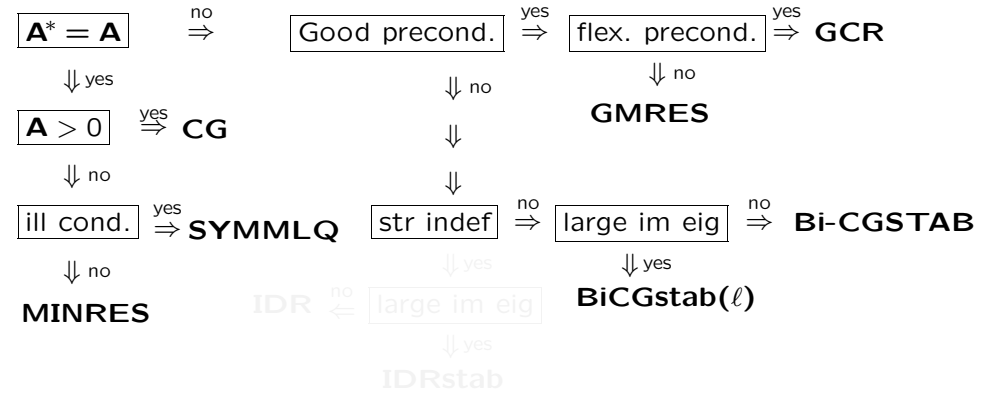 no yes yes
A* = A ⇒ Good precond. ⇒ flex. precond. ⇒ GCR
⇓ yes ⇓ no ⇓ no
yes GMRES
A > 0 ⇒ CG ⇓
⇓ no ⇓
yes no no
ill cond. ⇒ SYMMLQ str indef ⇒ large im eig ⇒ Bi-CGSTAB
⇓ no ⇓ yes ⇓ yes
MINRES IDR no ⇐ large im eig BiCGstab(ℓ)
⇓ yes
IDRstab